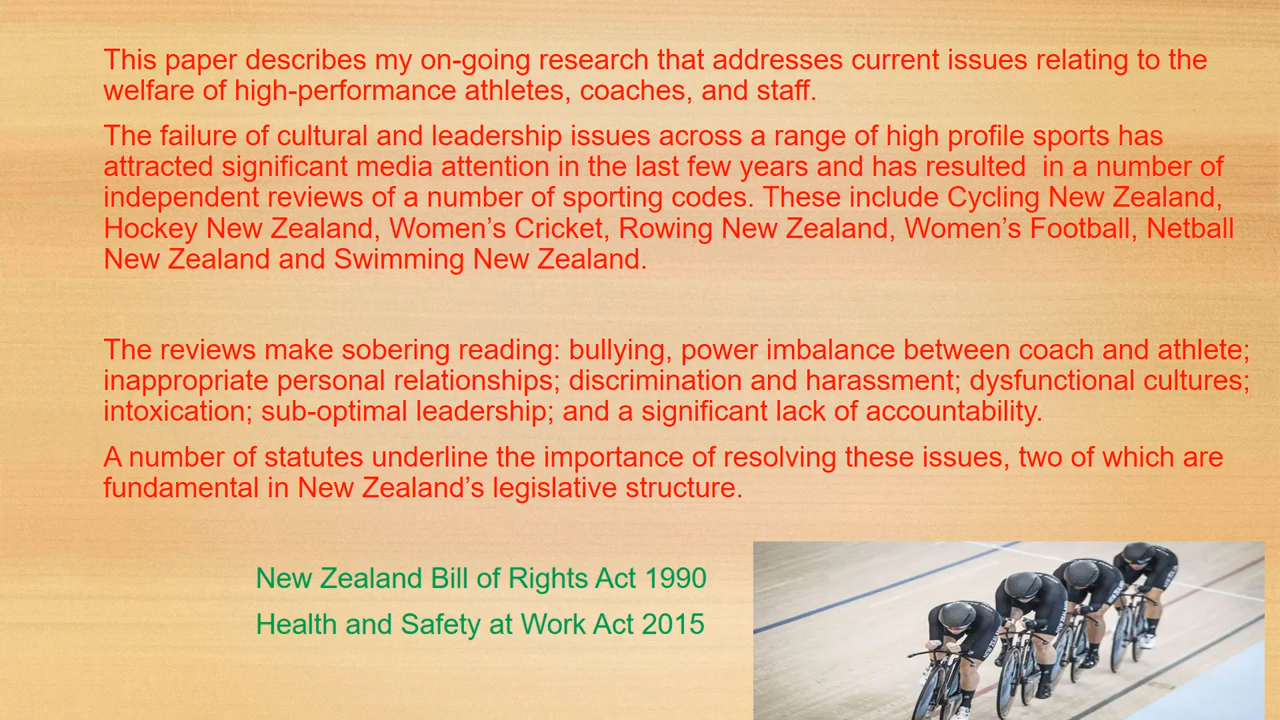 This paper describes my on-going research that addresses current issues relating to the
welfare of high-performance athletes, coaches, and staff.
The failure of cultural and leadership issues across a range of high profile sports has
attracted significant media attention in the last few years and has resulted  in a number of
independent reviews of a number of sporting codes. These include Cycling New Zealand,
Hockey New Zealand, Women’s Cricket, Rowing New Zealand, Women’s Football, Netball
New Zealand and Swimming New Zealand.
The reviews make sobering reading: bullying, power imbalance between coach and athlete;
inappropriate personal relationships; discrimination and harassment; dysfunctional cultures;
intoxication; sub-optimal leadership; and a significant lack of accountability.
A number of statutes underline the importance of resolving these issues, two of which are
fundamental in New Zealand’s legislative structure.
New Zealand Bill of Rights Act 1990
Health and Safety at Work Act 2015